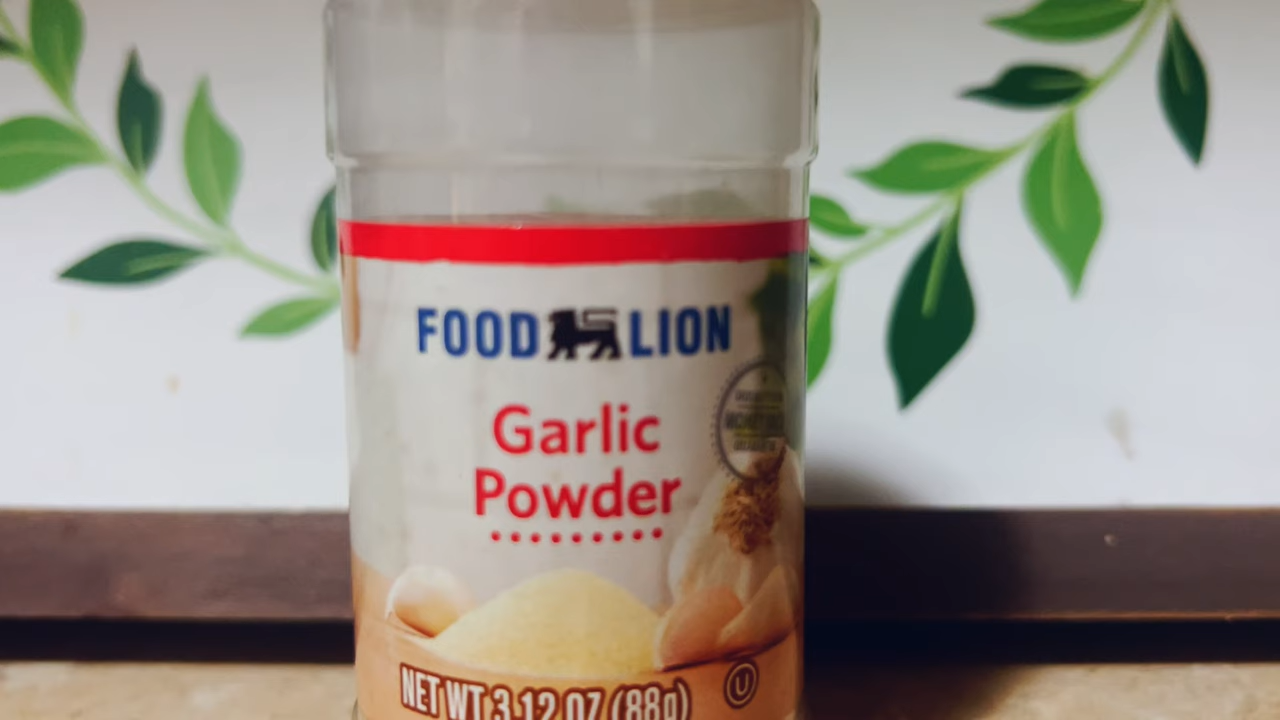 FOOD LION
Garlic
Powder
NET WT 3.12 OZ (88g)
U